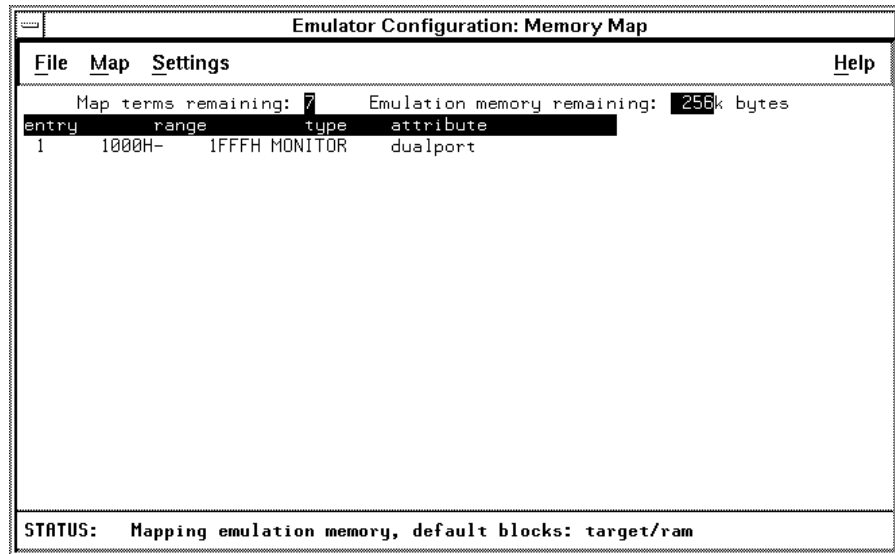 Emulator Configuration: Memory Map
File Map Settings Help
Map terms remaining: 7 Emulation memory remaining: 256k bytes
entry range type attribute
1 1000H- 1FFFH MONITOR dualport
STATUS: Mapping emulation memory, default blocks: target/ram